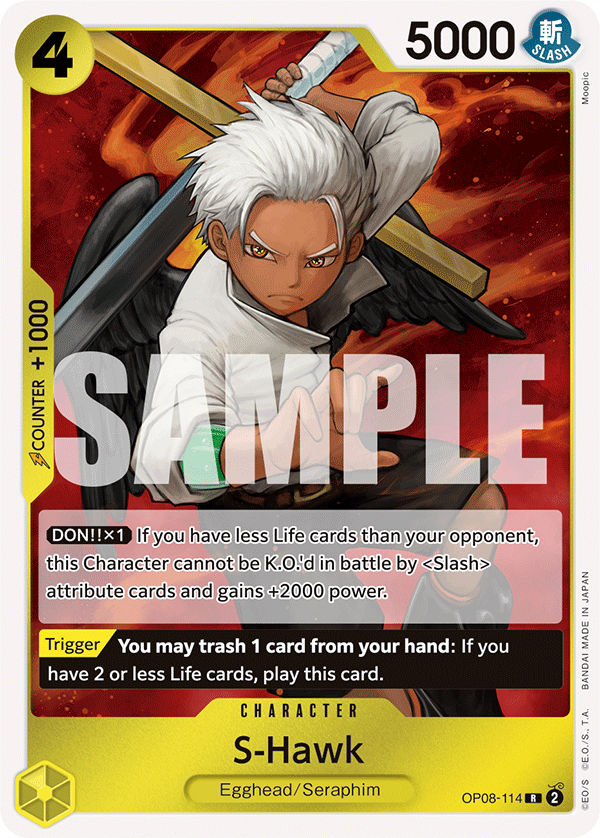 4
5000
斬
SLASH
Moopic
COUNTER +1000
SAMPLE
DON!!×1 If you have less Life cards than your opponent,
this Character cannot be K.O.'d in battle by <Slash>
attribute cards and gains +2000 power.
Trigger You may trash 1 card from your hand: If you
have 2 or less Life cards, play this card.
CHARACTER
S-Hawk
Egghead/Seraphim
OP08-114 R 2
©EO/S ©E.O./S., T.A. BANDAI MADE IN JAPAN